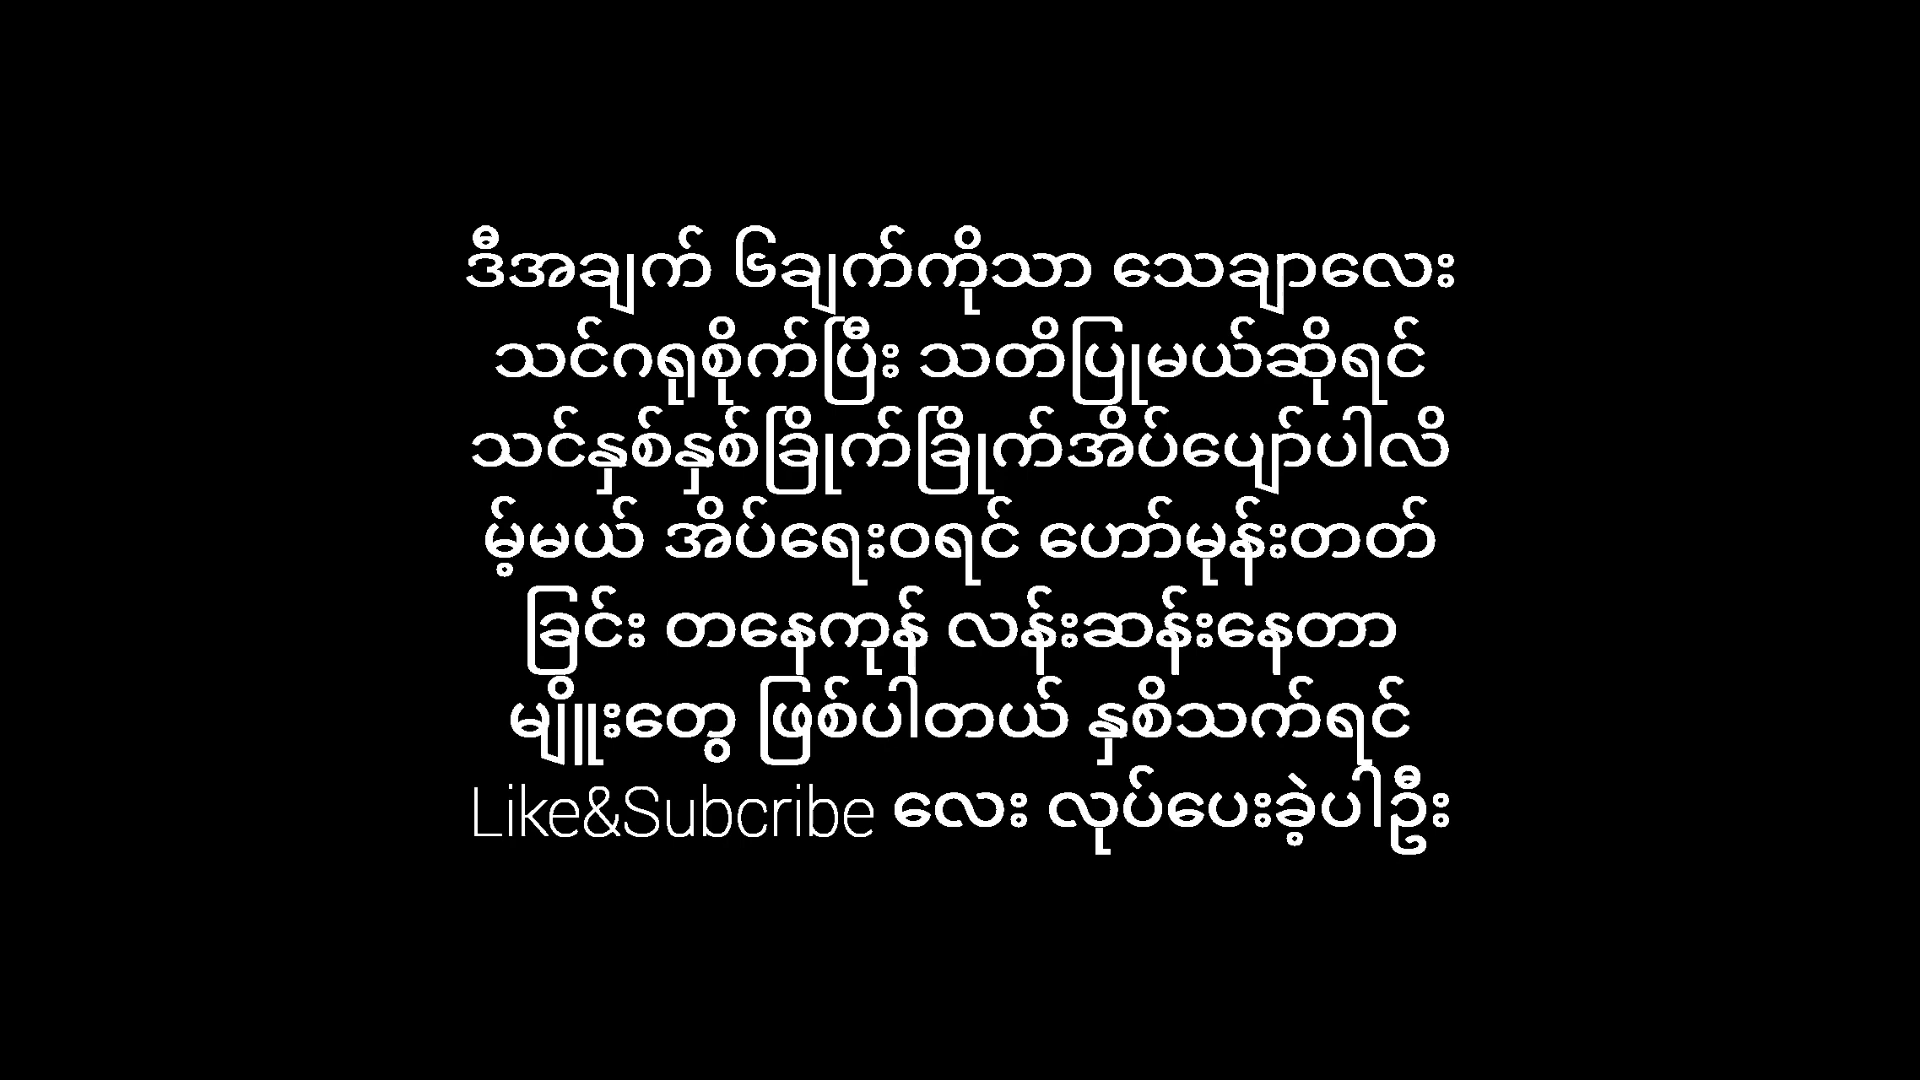 ဒီအချက် ၆ချက်ကိုသာ သေချာလေး
သင်ဂရုစိုက်ပြီး သတိပြုမယ်ဆိုရင်
သင်နှစ်နှစ်ခြိုက်ခြိုက်အိပ်ပျော်ပါလိ
မ့်မယ် အိပ်ရေးဝရင် ဟော်မုန်းတတ်
ခြင်း တနေကုန် လန်းဆန်းနေတာ
မျိူးတွေ ဖြစ်ပါတယ် နှစိသက်ရင်
Like&Subcribe လေး လုပ်ပေးခဲ့ပါဦး